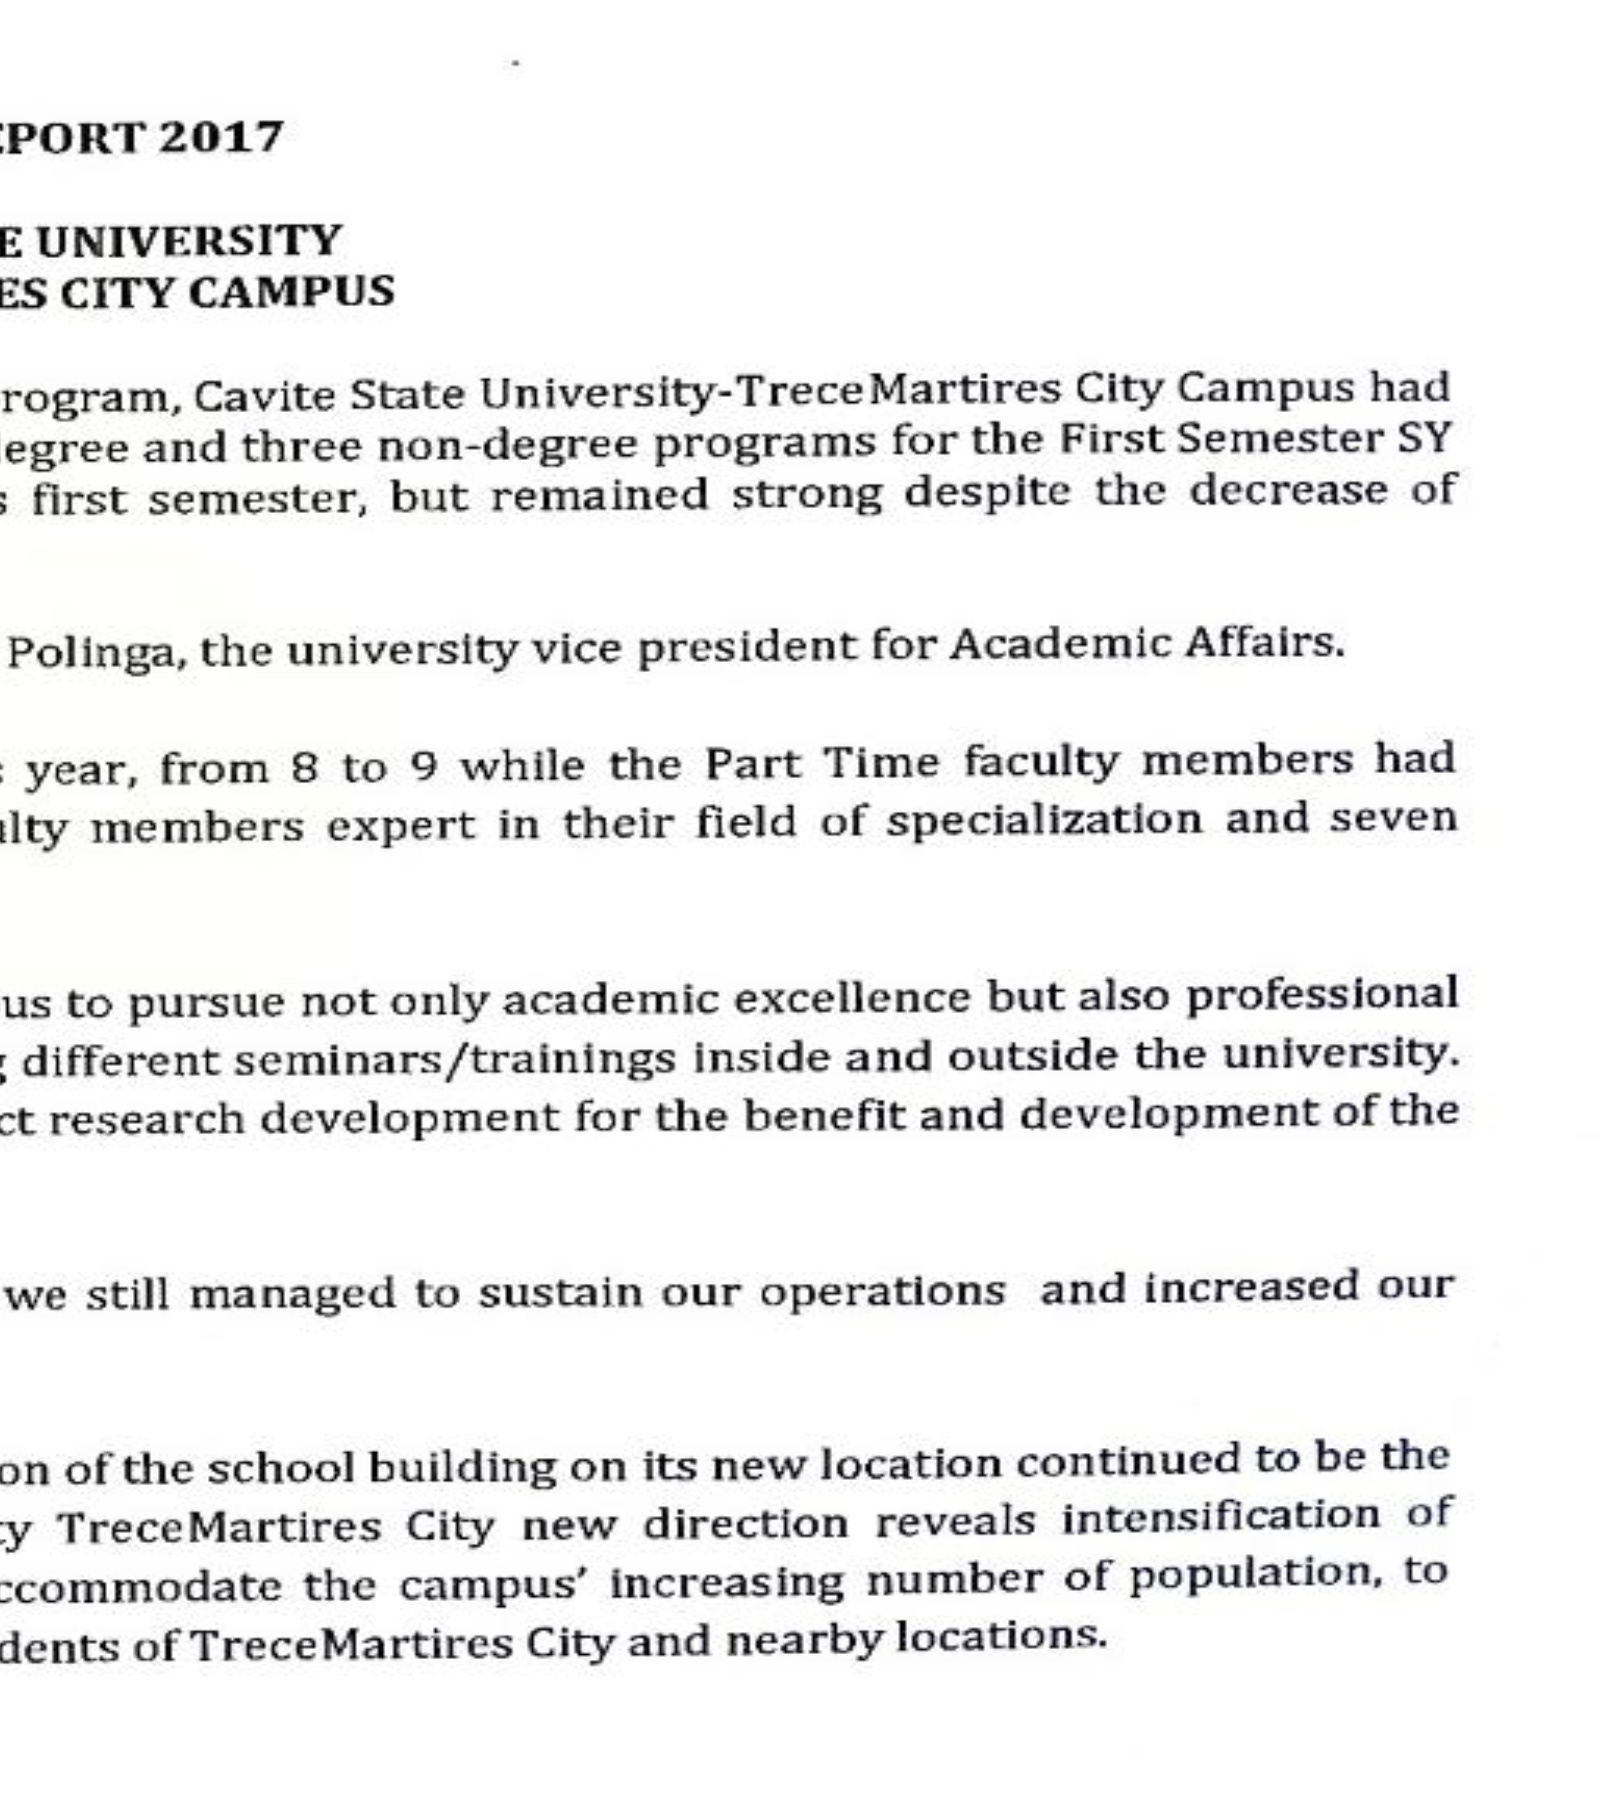 EPORT 2017
E UNIVERSITY
ES CITY CAMPUS
rogram, Cavite State University-TreceMartires City Campus had
egree and three non-degree programs for the First Semester SY
s first semester, but remained strong despite the decrease of
Polinga, the university vice president for Academic Affairs.
year, from 8 to 9 while the Part Time faculty members had
ulty members expert in their field of specialization and seven
us to pursue not only academic excellence but also professional
g different seminars/trainings inside and outside the university.
ct research development for the benefit and development of the
we still managed to sustain our operations and increased our
on of the school building on its new location continued to be the
ty TreceMartires City new direction reveals intensification of
ccommodate the campus' increasing number of population, to
dents of TreceMartires City and nearby locations.